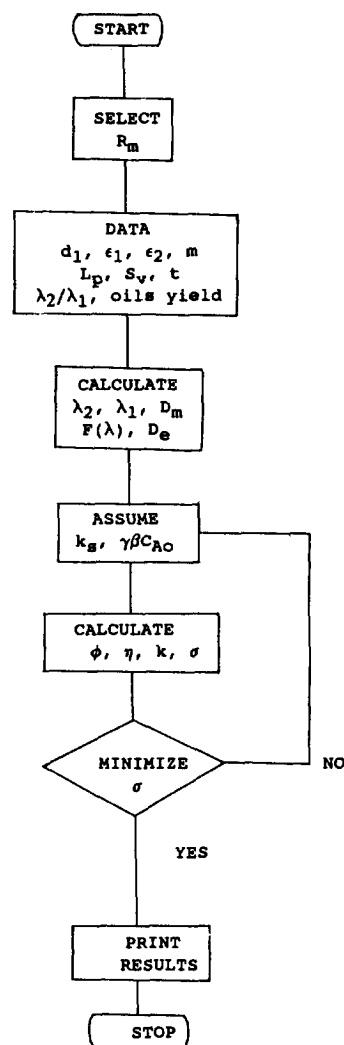 START
SELECT
Rm
DATA
d1, ϵ1, ϵ2, m
Lp, Sv, t
λ2/λ1, oils yield
CALCULATE
λ2, λ1, Dm
F(λ), De
ASSUME
ks, γβCAo
CALCULATE
ϕ, η, k, σ
MINIMIZE
σ
NO
YES
PRINT
RESULTS
STOP